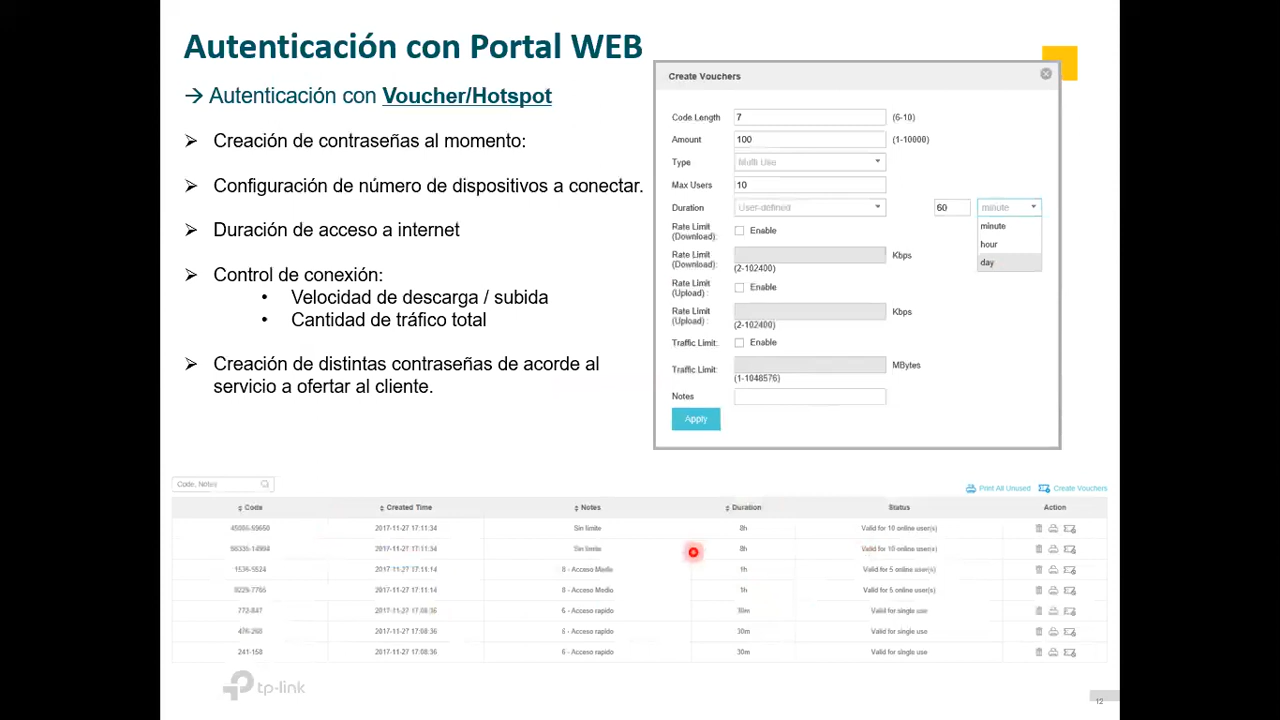 Autenticación con Portal WEB
→ Autenticación con Voucher/Hotspot
➢ Creación de contraseñas al momento:
➢ Configuración de número de dispositivos a conectar.
➢ Duración de acceso a internet
➢ Control de conexión:
• Velocidad de descarga / subida
• Cantidad de tráfico total
➢ Creación de distintas contraseñas de acorde al
servicio a ofertar al cliente.
Create Vouchers
Code Length 7 (6-10)
Amount 100 (1-10000)
Type
Max Users 10
Duration User-defined 60 minute
minute
hour
day
Rate Limit
(Download): Enable
Rate Limit
(Download): Kbps
(2-102400)
Rate Limit
(Upload) : Enable
Rate Limit
(Upload) : Kbps
(2-102400)
Traffic Limit: Enable
Traffic Limit: MBytes
(1-1048576)
Notes
Apply
Code, Notes
Print All Unused Create Vouchers
Code Created Time Notes Duration Status Action
2017-11-27 17:11:34 Sin limite 8h Valid for 10 online user(s)
2017-11-27 17:11:34 Sin limite 8h Valid for 10 online user(s)
1536-5524 2017-11-27 17:11:14 8 - Acceso Medio 1h Valid for 5 online user(s)
2017-11-27 17:11:14 8 - Acceso Medio 1h Valid for 5 online user(s)
772-847 2017-11-27 17:08:36 6 - Acceso rapido 30m Valid for single use
2017-11-27 17:08:36 6 - Acceso rapido 30m Valid for single use
241-158 2017-11-27 17:08:36 6 - Acceso rapido 30m Valid for single use
tp-link
12